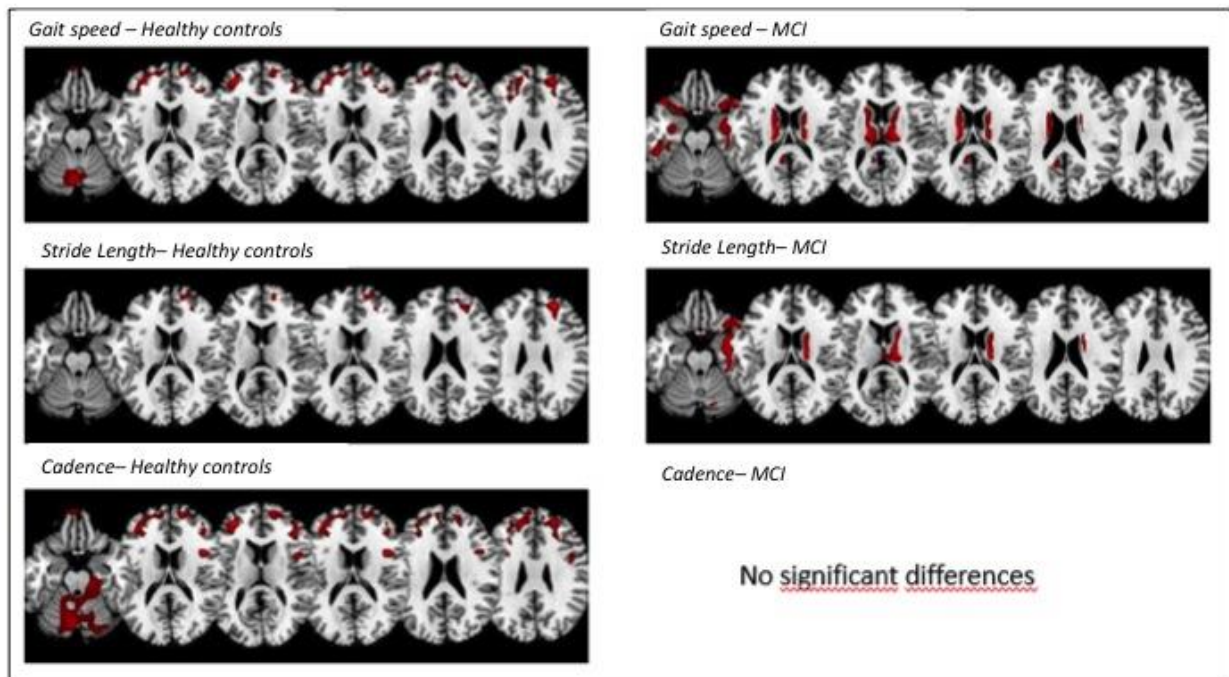 Gait speed – Healthy controls
Gait speed – MCI
Stride Length– Healthy controls
Stride Length– MCI
Cadence– Healthy controls
Cadence– MCI
No significant differences